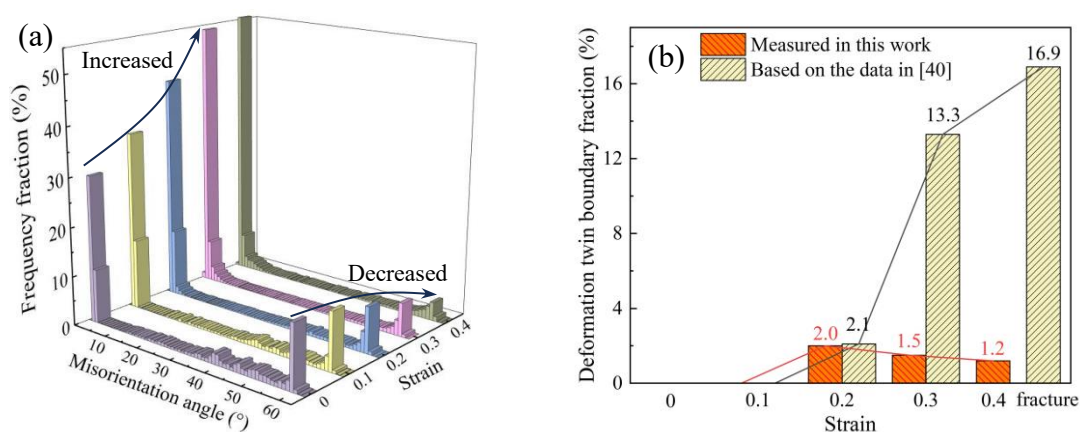 (a)
Increased
Decreased
Frequency fraction (%)
50
40
30
20
10
0
Misorientation angle (°)
10
20
30
40
50
60
Strain
0
0.1
0.2
0.3
0.4
(b)
Measured in this work
Based on the data in [40]
Deformation twin boundary fraction (%)
16
12
8
4
0
2.0
2.1
1.5
13.3
1.2
16.9
0 0.1 0.2 0.3 0.4 fracture
Strain